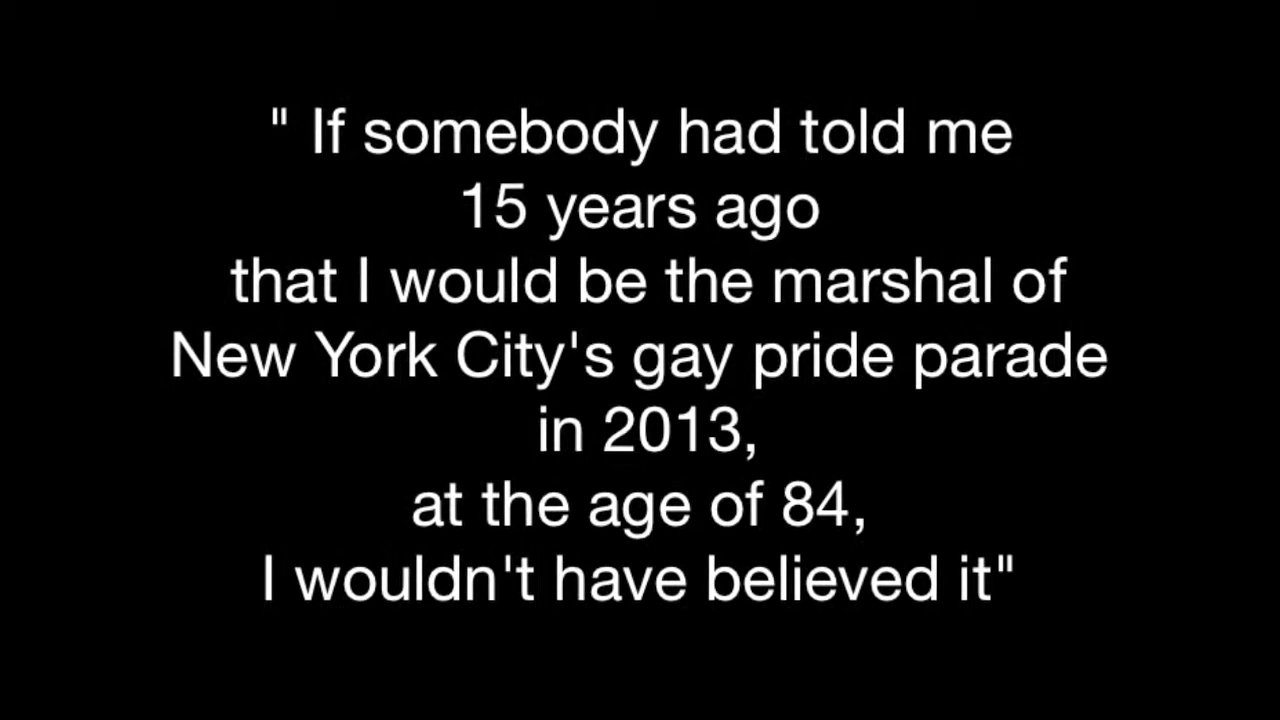 " If somebody had told me
15 years ago
that I would be the marshal of
New York City's gay pride parade
in 2013,
at the age of 84,
I wouldn't have believed it"